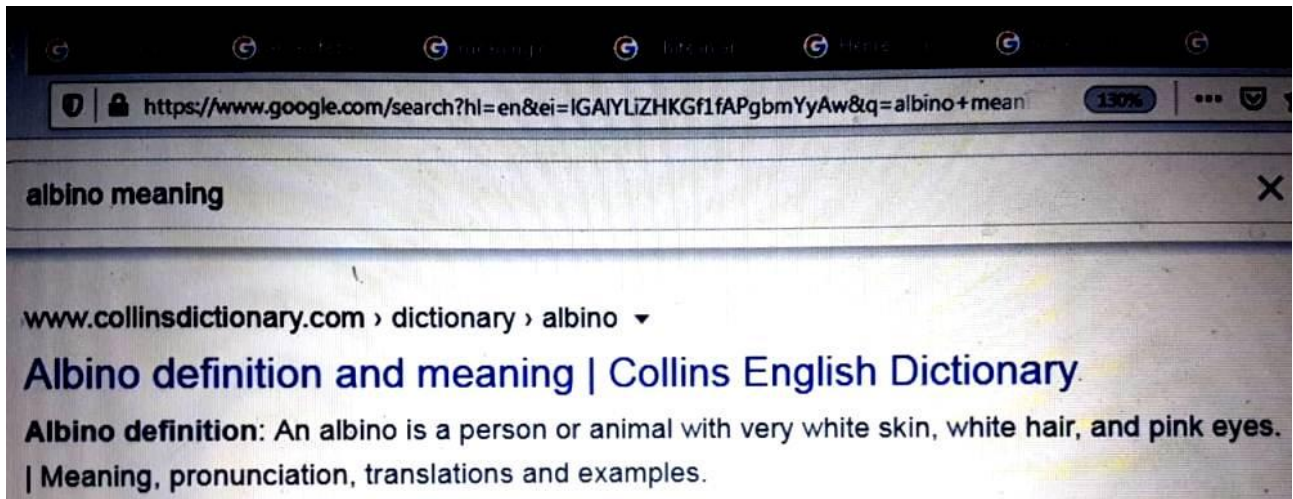 https://www.google.com/search?hl=en&ei=IGAlYLiZHKGf1fAPgbmYyAw&q=albino+mean 130%
albino meaning
www.collinsdictionary.com › dictionary › albino
Albino definition and meaning | Collins English Dictionary
Albino definition: An albino is a person or animal with very white skin, white hair, and pink eyes.
| Meaning, pronunciation, translations and examples.